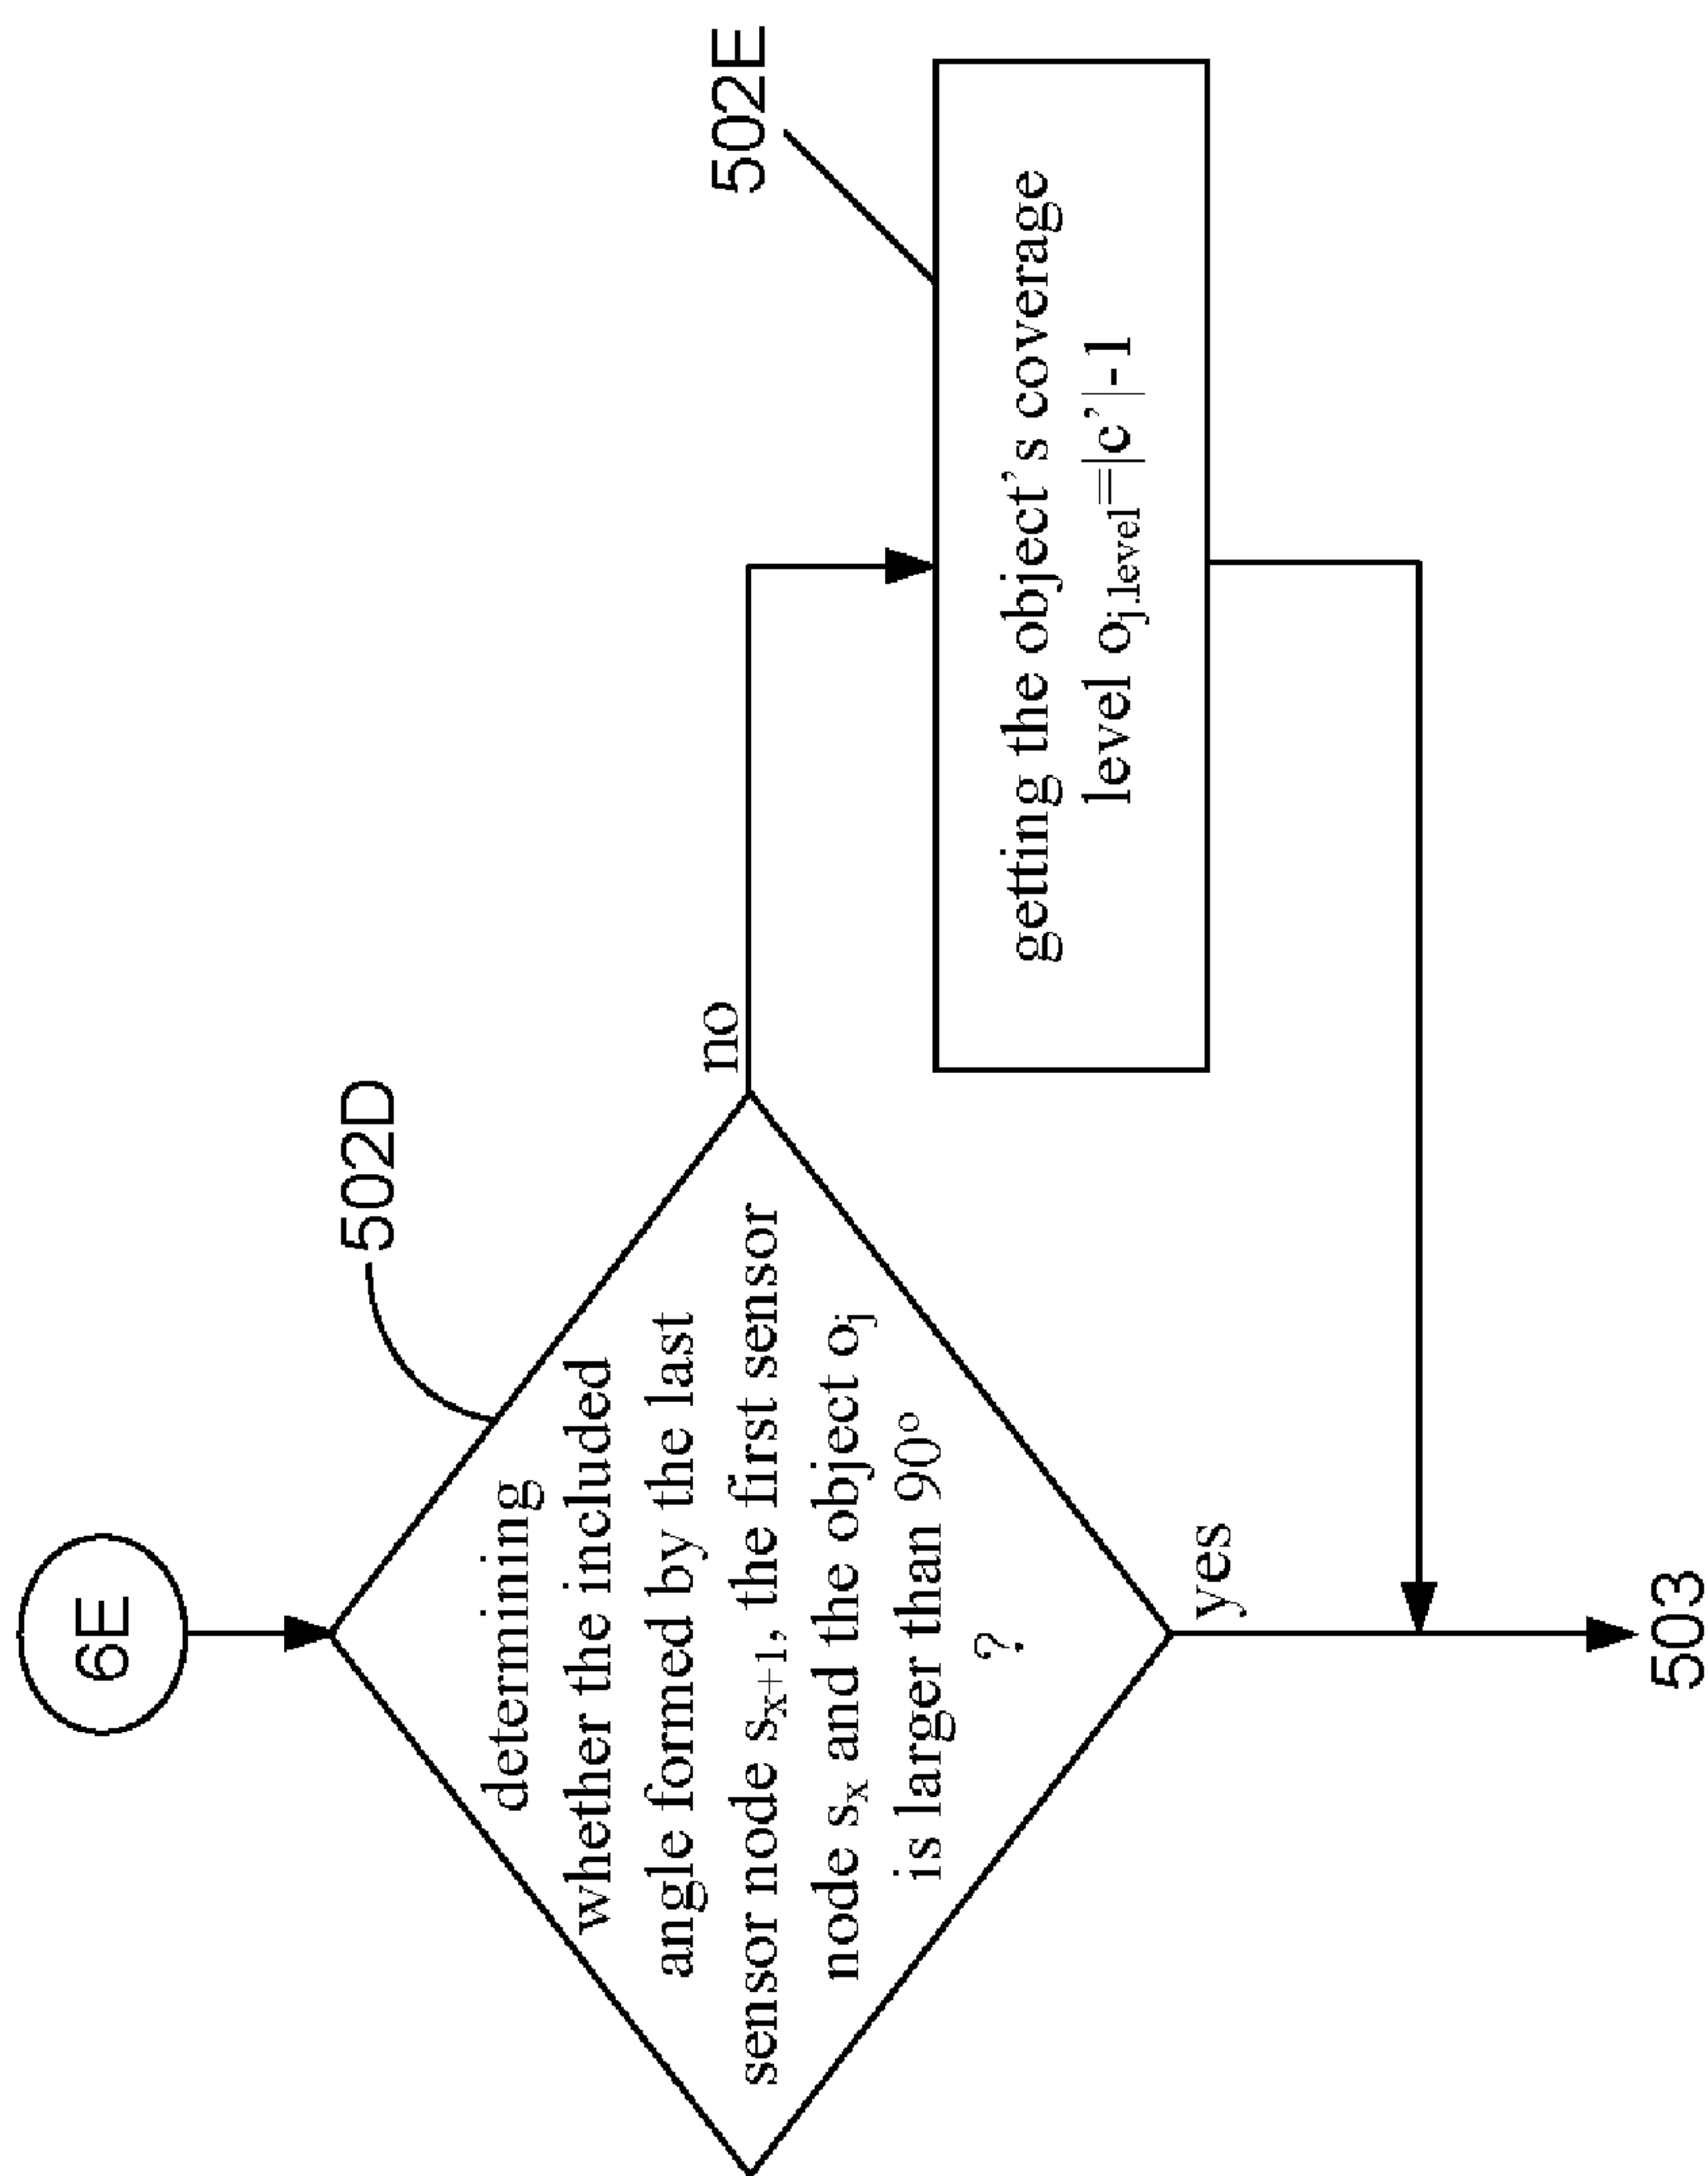 6E
502D
determining
whether the included
angle formed by the last
sensor node sx+1, the first sensor
node sx and the object oj
is larger than 90°
?
no
yes
502E
getting the object's coverage
level oj.level=|c'|-1
503